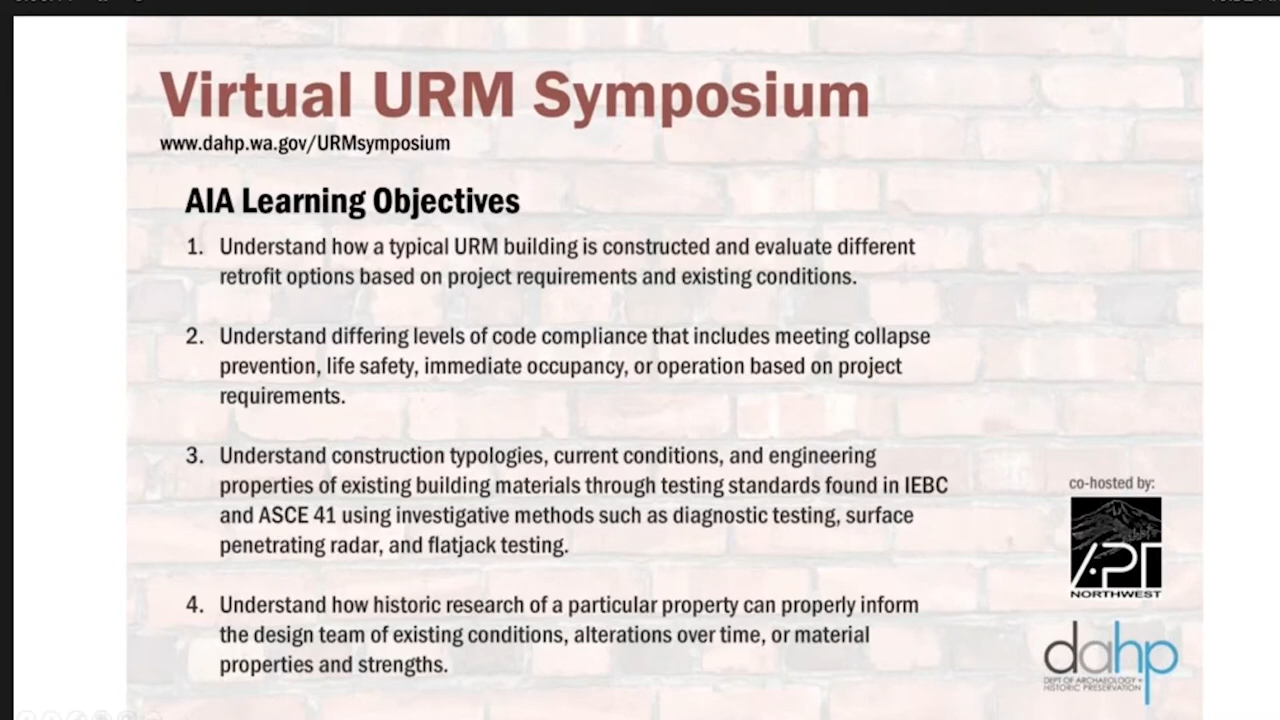 Virtual URM Symposium
www.dahp.wa.gov/URMsymposium
AIA Learning Objectives
1. Understand how a typical URM building is constructed and evaluate different
retrofit options based on project requirements and existing conditions.
2. Understand differing levels of code compliance that includes meeting collapse
prevention, life safety, immediate occupancy, or operation based on project
requirements.
3. Understand construction typologies, current conditions, and engineering
properties of existing building materials through testing standards found in IEBC
and ASCE 41 using investigative methods such as diagnostic testing, surface
penetrating radar, and flatjack testing.
4. Understand how historic research of a particular property can properly inform
the design team of existing conditions, alterations over time, or material
properties and strengths.
co-hosted by:
APT
NORTHWEST
dahp
DEPT OF ARCHAEOLOGY +
HISTORIC PRESERVATION